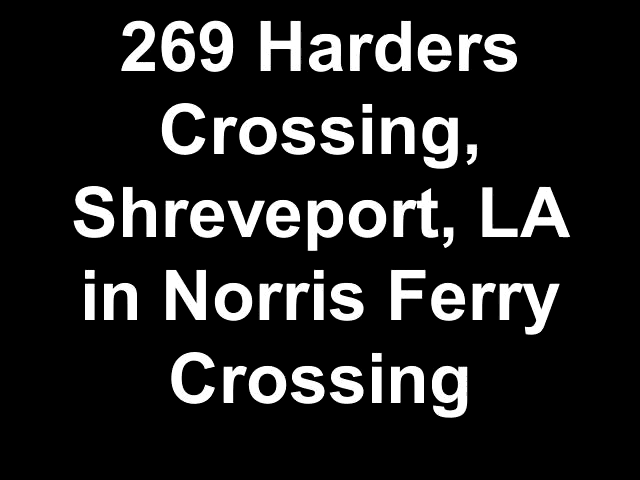 269 Harders
Crossing,
Shreveport, LA
in Norris Ferry
Crossing